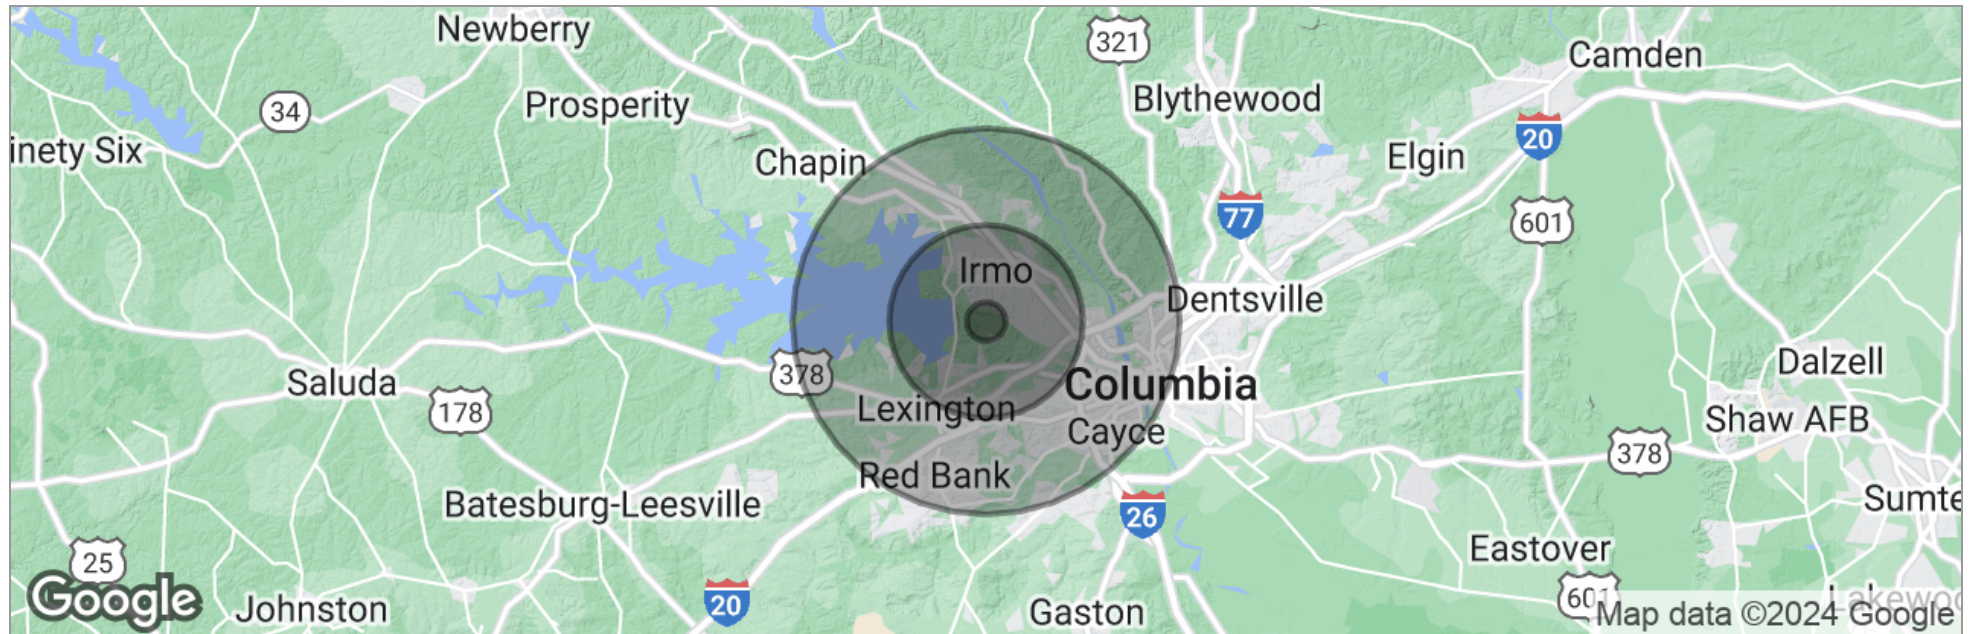 Newberry
321
Camden
Prosperity
Blythewood
34
20
inety Six
Chapin
Elgin
77
601
Irmo
Dentsville
378
Saluda
178
Columbia
Dalzell
Lexington
Cayce
Shaw AFB
378
Red Bank
Batesburg-Leesville
26
Sumte
25
Eastover
Google
Johnston
20
Gaston
601
Lakewoo
Map data ©2024 Google